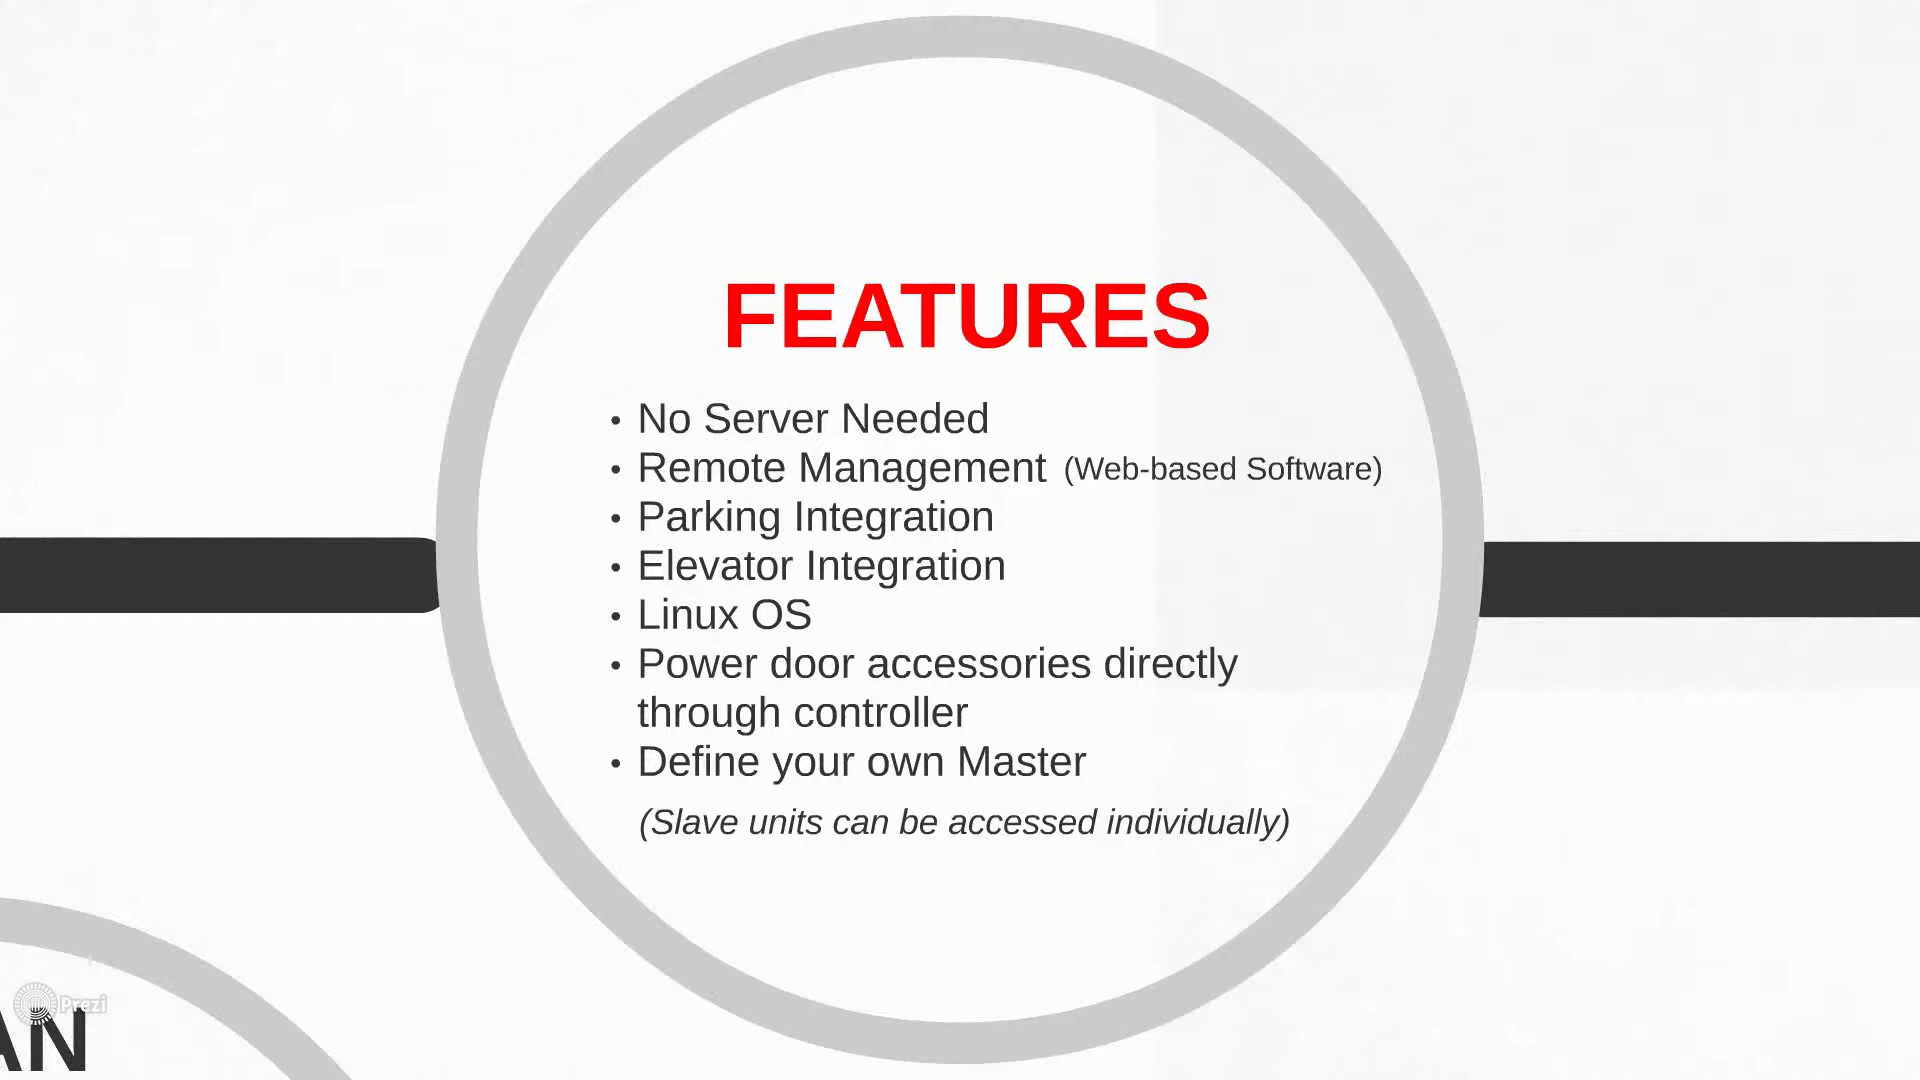 FEATURES
• No Server Needed
• Remote Management (Web-based Software)
• Parking Integration
• Elevator Integration
• Linux OS
• Power door accessories directly
through controller
• Define your own Master
(Slave units can be accessed individually)
Prezi
AN